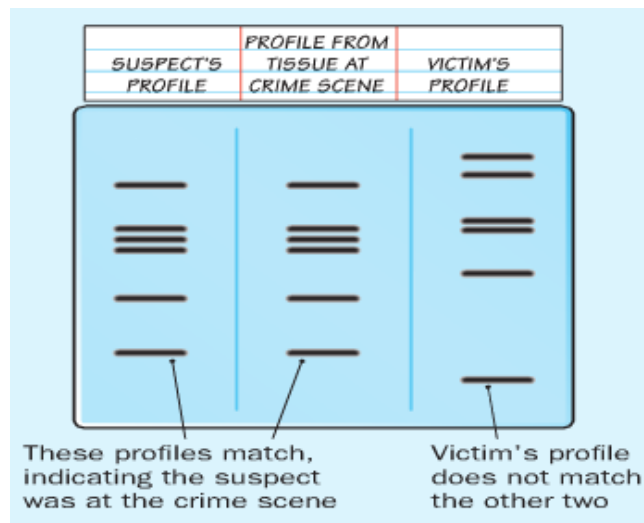 SUSPECT'S
PROFILE
PROFILE FROM
TISSUE AT
CRIME SCENE
VICTIM'S
PROFILE
These profiles match,
indicating the suspect
was at the crime scene
Victim's profile
does not match
the other two